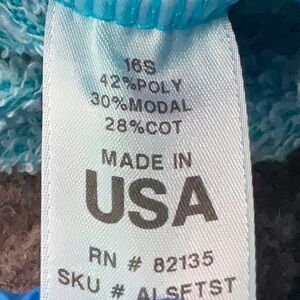 16S
42%POLY
30%MODAL
28%COT
MADE IN
USA
RN # 82135
SKU # ALSFTST